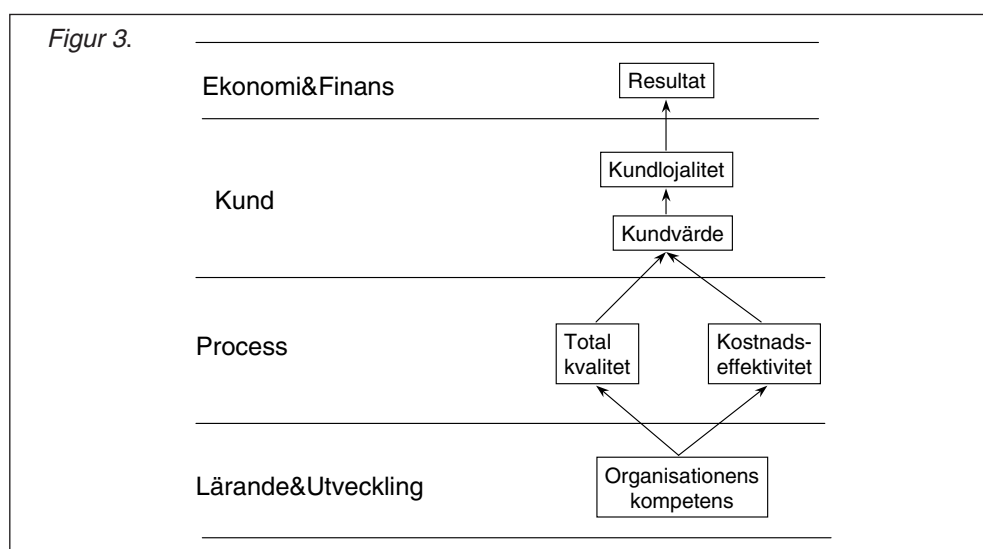 Figur 3.
Ekonomi&Finans
Resultat
Kund
Kundlojalitet
Kundvärde
Process
Total
kvalitet
Kostnads-
effektivitet
Lärande&Utveckling
Organisationens
kompetens